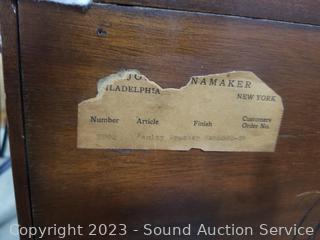 JO NAMAKER
ILADELPHIA
NEW YORK
Number Article Finish Customers
Order No.
Copyright 2023 - Sound Auction Service